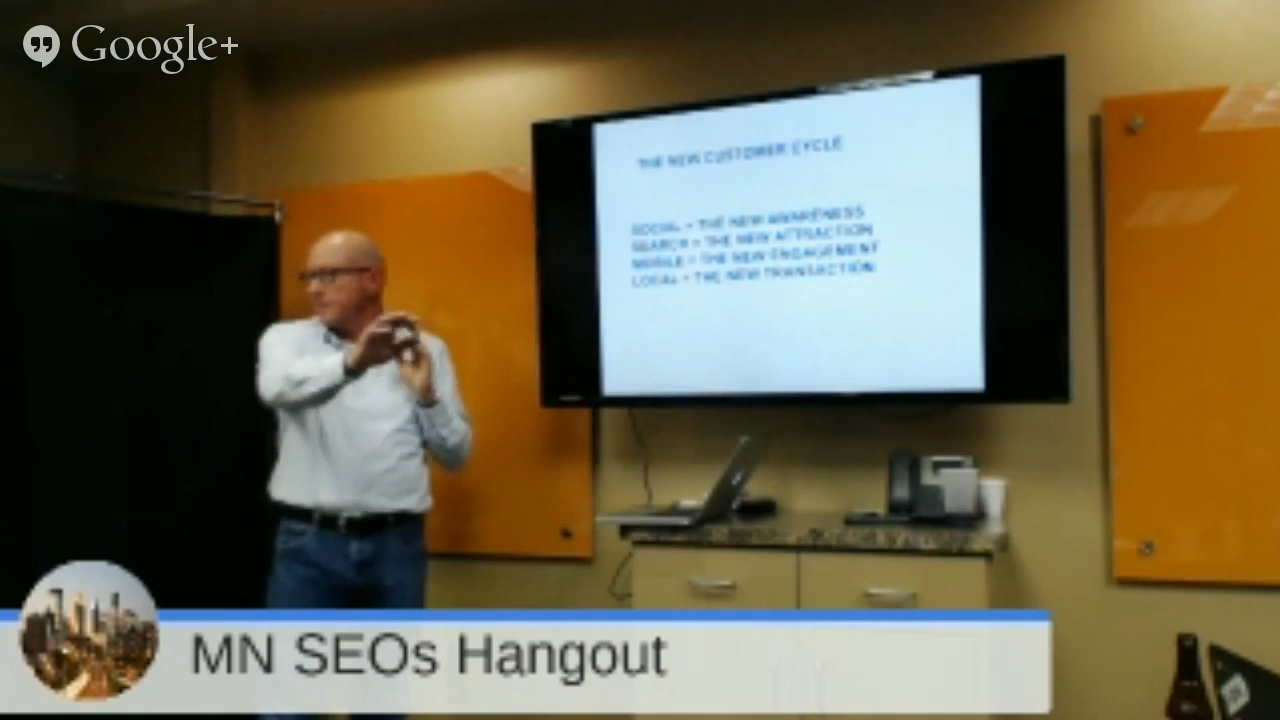 Google+
THE NEW CUSTOMER CYCLE
SOCIAL = THE NEW AWARENESS
SEARCH = THE NEW ATTRACTION
MOBILE = THE NEW ENGAGEMENT
LOCAL = THE NEW TRANSACTION
MN SEOs Hangout